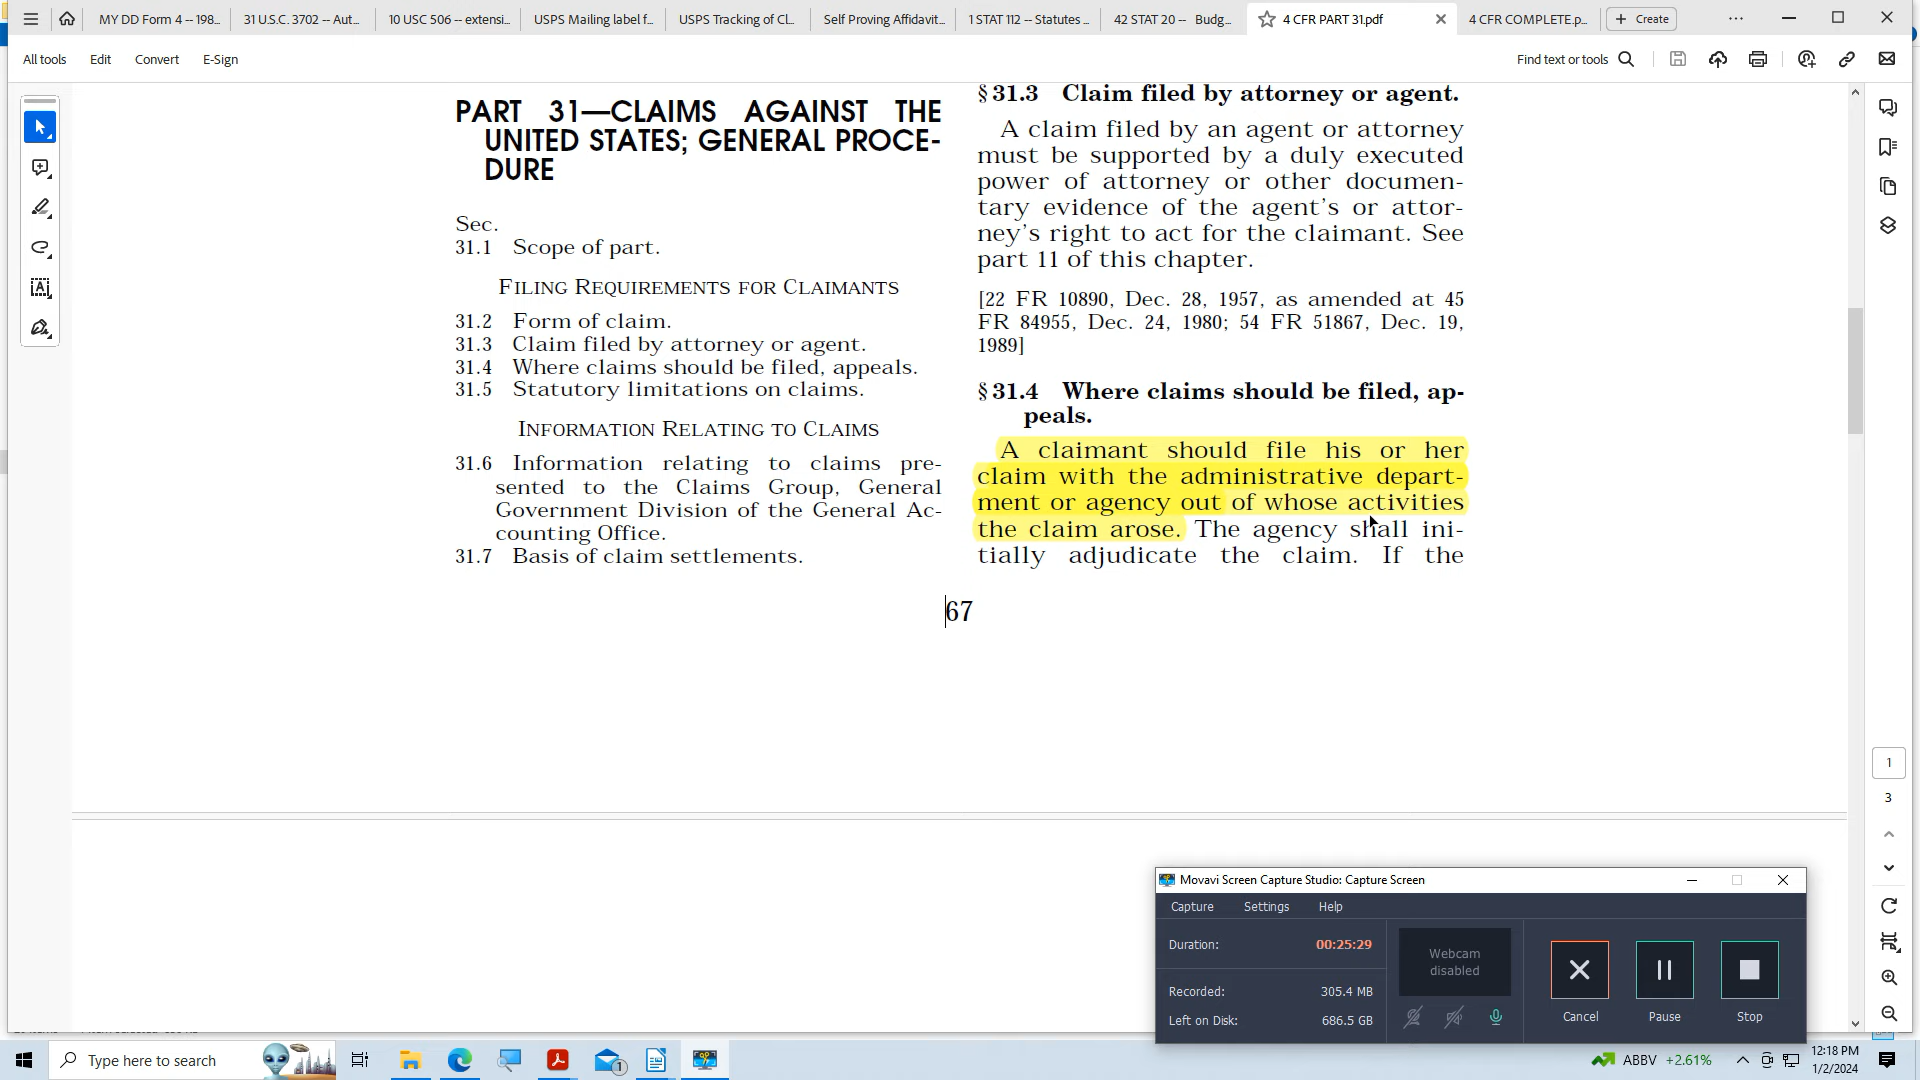 MY DD Form 4 -- 198...
31 U.S.C. 3702 -- Aut...
10 USC 506 -- extensi...
USPS Mailing label f...
USPS Tracking of Cl...
Self Proving Affidavit...
1 STAT 112 -- Statutes ...
42 STAT 20 -- Budg...
4 CFR PART 31.pdf
4 CFR COMPLETE.p...
+ Create
All tools
Edit
Convert
E-Sign
Find text or tools
PART 31—CLAIMS AGAINST THE
UNITED STATES; GENERAL PROCE-
DURE
Sec.
31.1 Scope of part.
FILING REQUIREMENTS FOR CLAIMANTS
31.2 Form of claim.
31.3 Claim filed by attorney or agent.
31.4 Where claims should be filed, appeals.
31.5 Statutory limitations on claims.
INFORMATION RELATING TO CLAIMS
31.6 Information relating to claims pre-
sented to the Claims Group, General
Government Division of the General Ac-
counting Office.
31.7 Basis of claim settlements.
§ 31.3 Claim filed by attorney or agent.
A claim filed by an agent or attorney
must be supported by a duly executed
power of attorney or other documen-
tary evidence of the agent's or attor-
ney's right to act for the claimant. See
part 11 of this chapter.
[22 FR 10890, Dec. 28, 1957, as amended at 45
FR 84955, Dec. 24, 1980; 54 FR 51867, Dec. 19,
1989]
§ 31.4 Where claims should be filed, ap-
peals.
A claimant should file his or her
claim with the administrative depart-
ment or agency out of whose activities
the claim arose. The agency shall ini-
tially adjudicate the claim. If the
67
1
3
Movavi Screen Capture Studio: Capture Screen
Capture
Settings
Help
Duration:
00:25:29
Recorded:
305.4 MB
Left on Disk:
686.5 GB
Webcam
disabled
Cancel
Pause
Stop
Type here to search
1
ABBV +2.61%
12:18 PM
1/2/2024